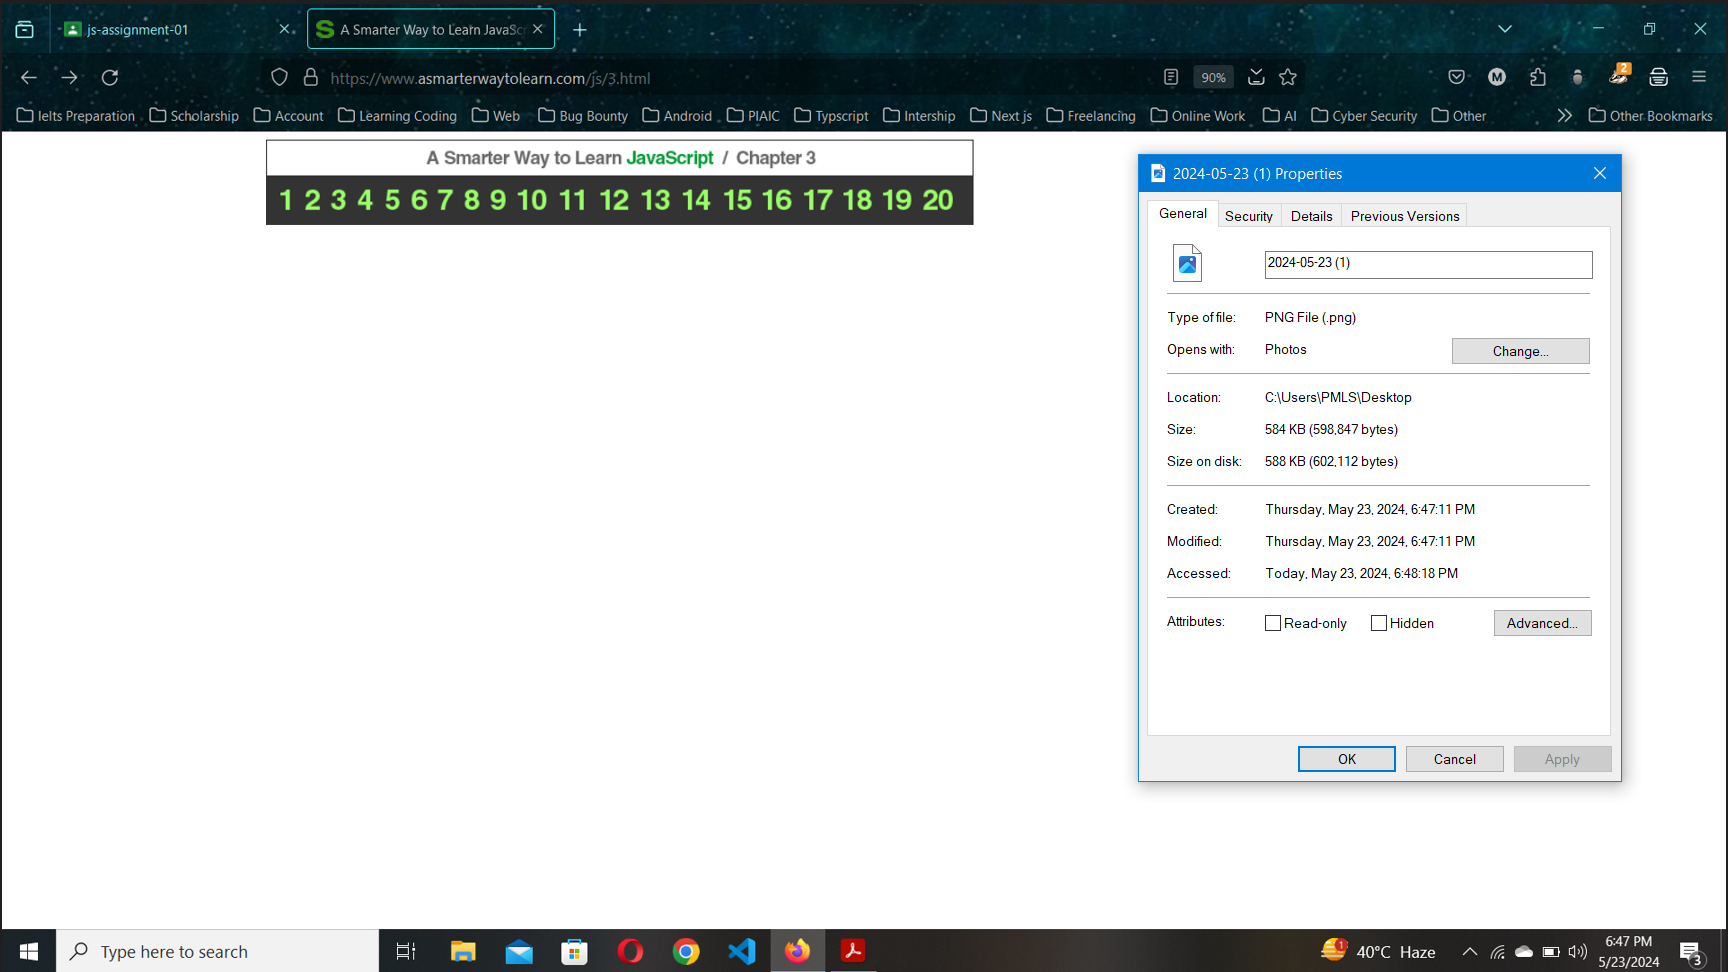 js-assignment-01
A Smarter Way to Learn JavaScr
https://www.asmarterwaytolearn.com/js/3.html
90%
M
2
Ielts Preparation
Scholarship
Account
Learning Coding
Web
Bug Bounty
Android
PIAIC
Typscript
Intership
Next js
Freelancing
Online Work
AI
Cyber Security
Other
Other Bookmarks
A Smarter Way to Learn JavaScript / Chapter 3
1 2 3 4 5 6 7 8 9 10 11 12 13 14 15 16 17 18 19 20
2024-05-23 (1) Properties
General Security Details Previous Versions
2024-05-23 (1)
Type of file: PNG File (.png)
Opens with: Photos Change...
Location: C:\Users\PMLS\Desktop
Size: 584 KB (598,847 bytes)
Size on disk: 588 KB (602,112 bytes)
Created: Thursday, May 23, 2024, 6:47:11 PM
Modified: Thursday, May 23, 2024, 6:47:11 PM
Accessed: Today, May 23, 2024, 6:48:18 PM
Attributes: Read-only Hidden Advanced...
OK Cancel Apply
Type here to search
1
40°C Haze
6:47 PM
5/23/2024
3